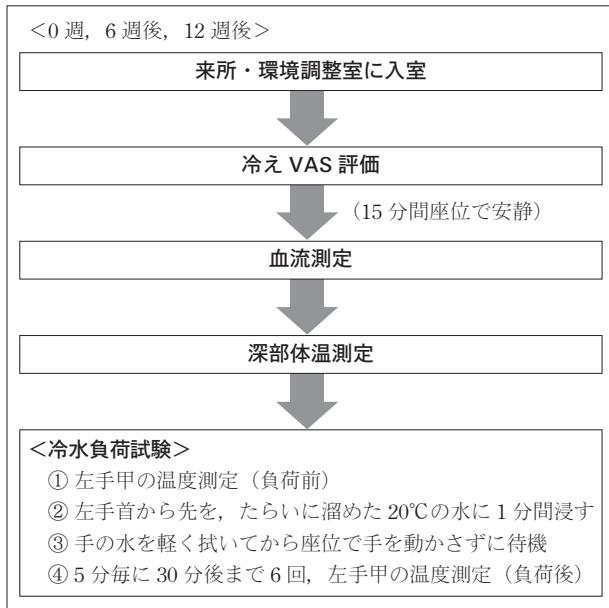 ＜0 週，6 週後，12 週後＞
来所・環境調整室に入室
冷え VAS 評価
（15 分間座位で安静）
血流測定
深部体温測定
＜冷水負荷試験＞
① 左手甲の温度測定（負荷前）
② 左手首から先を，たらいに溜めた 20℃の水に 1 分間浸す
③ 手の水を軽く拭いてから座位で手を動かさずに待機
④ 5 分毎に 30 分後まで 6 回，左手甲の温度測定（負荷後）